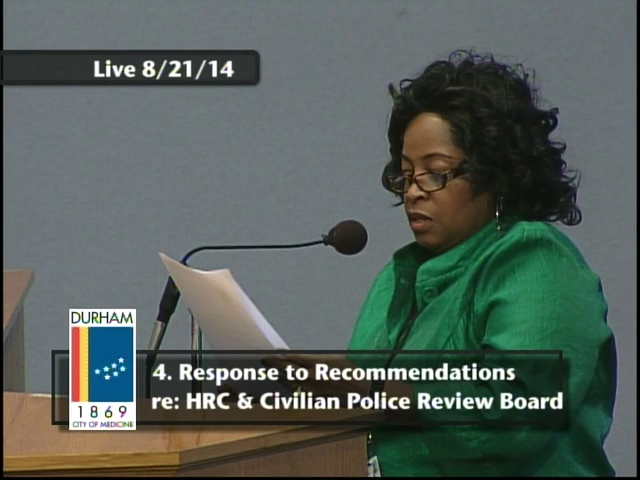 Live 8/21/14
DURHAM
1869
CITY OF MEDICINE
4. Response to Recommendations
re: HRC & Civilian Police Review Board